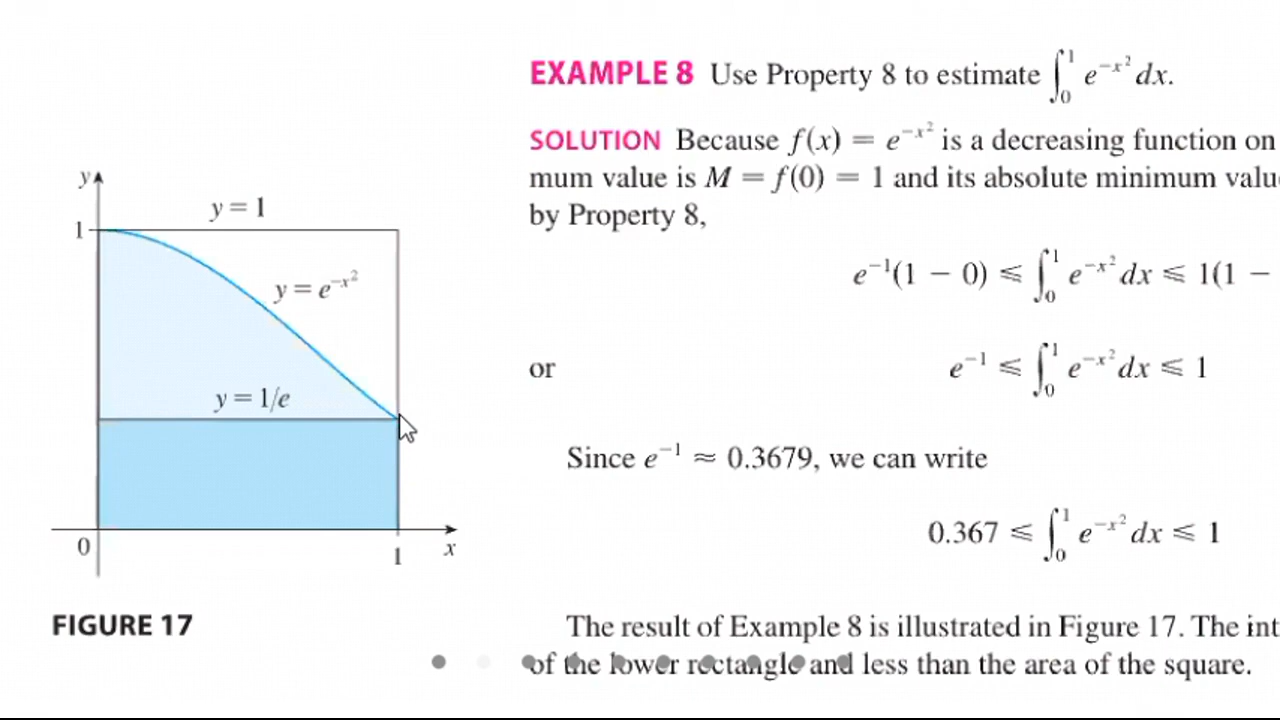 EXAMPLE 8 Use Property 8 to estimate ∫₀¹ e^{-x²} dx.
SOLUTION Because f(x) = e^{-x²} is a decreasing function on
mum value is M = f(0) = 1 and its absolute minimum valu
by Property 8,
e⁻¹(1 − 0) ⩽ ∫₀¹ e^{-x²} dx ⩽ 1(1 −
or e⁻¹ ⩽ ∫₀¹ e^{-x²} dx ⩽ 1
Since e⁻¹ ≈ 0.3679, we can write
0.367 ⩽ ∫₀¹ e^{-x²} dx ⩽ 1
The result of Example 8 is illustrated in Figure 17. The int
of the lower rectangle and less than the area of the square.
y
y = 1
1
y = e^{-x²}
y = 1/e
0
1
x
FIGURE 17